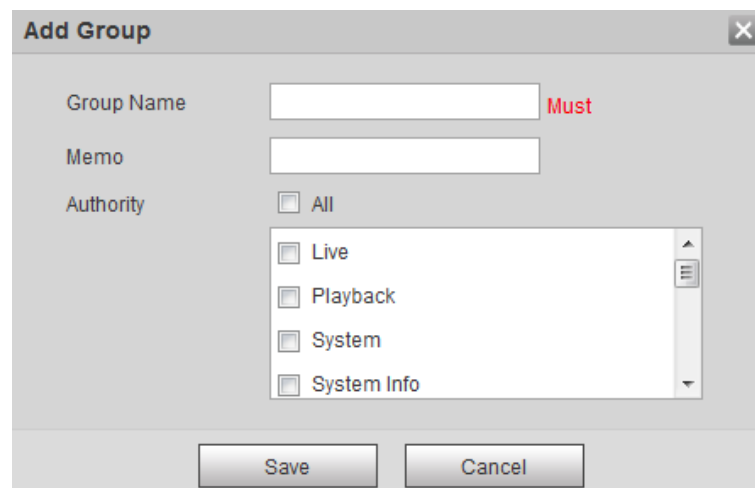 Add Group
Group Name Must
Memo
Authority All
Live
Playback
System
System Info
Save Cancel